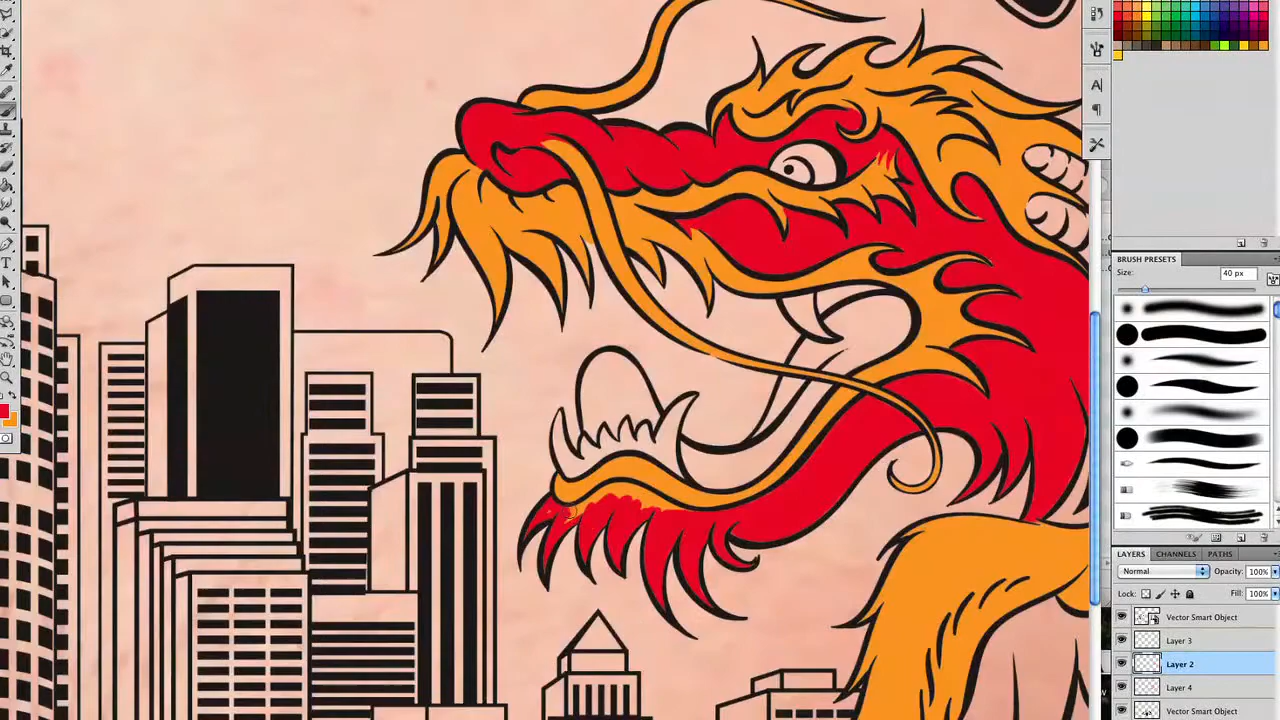 BRUSH PRESETS
Size:
40 px
LAYERS CHANNELS PATHS
Normal
Opacity: 100%
Lock:
Fill: 100%
Vector Smart Object
Layer 3
Layer 2
Layer 4
Vector Smart Object